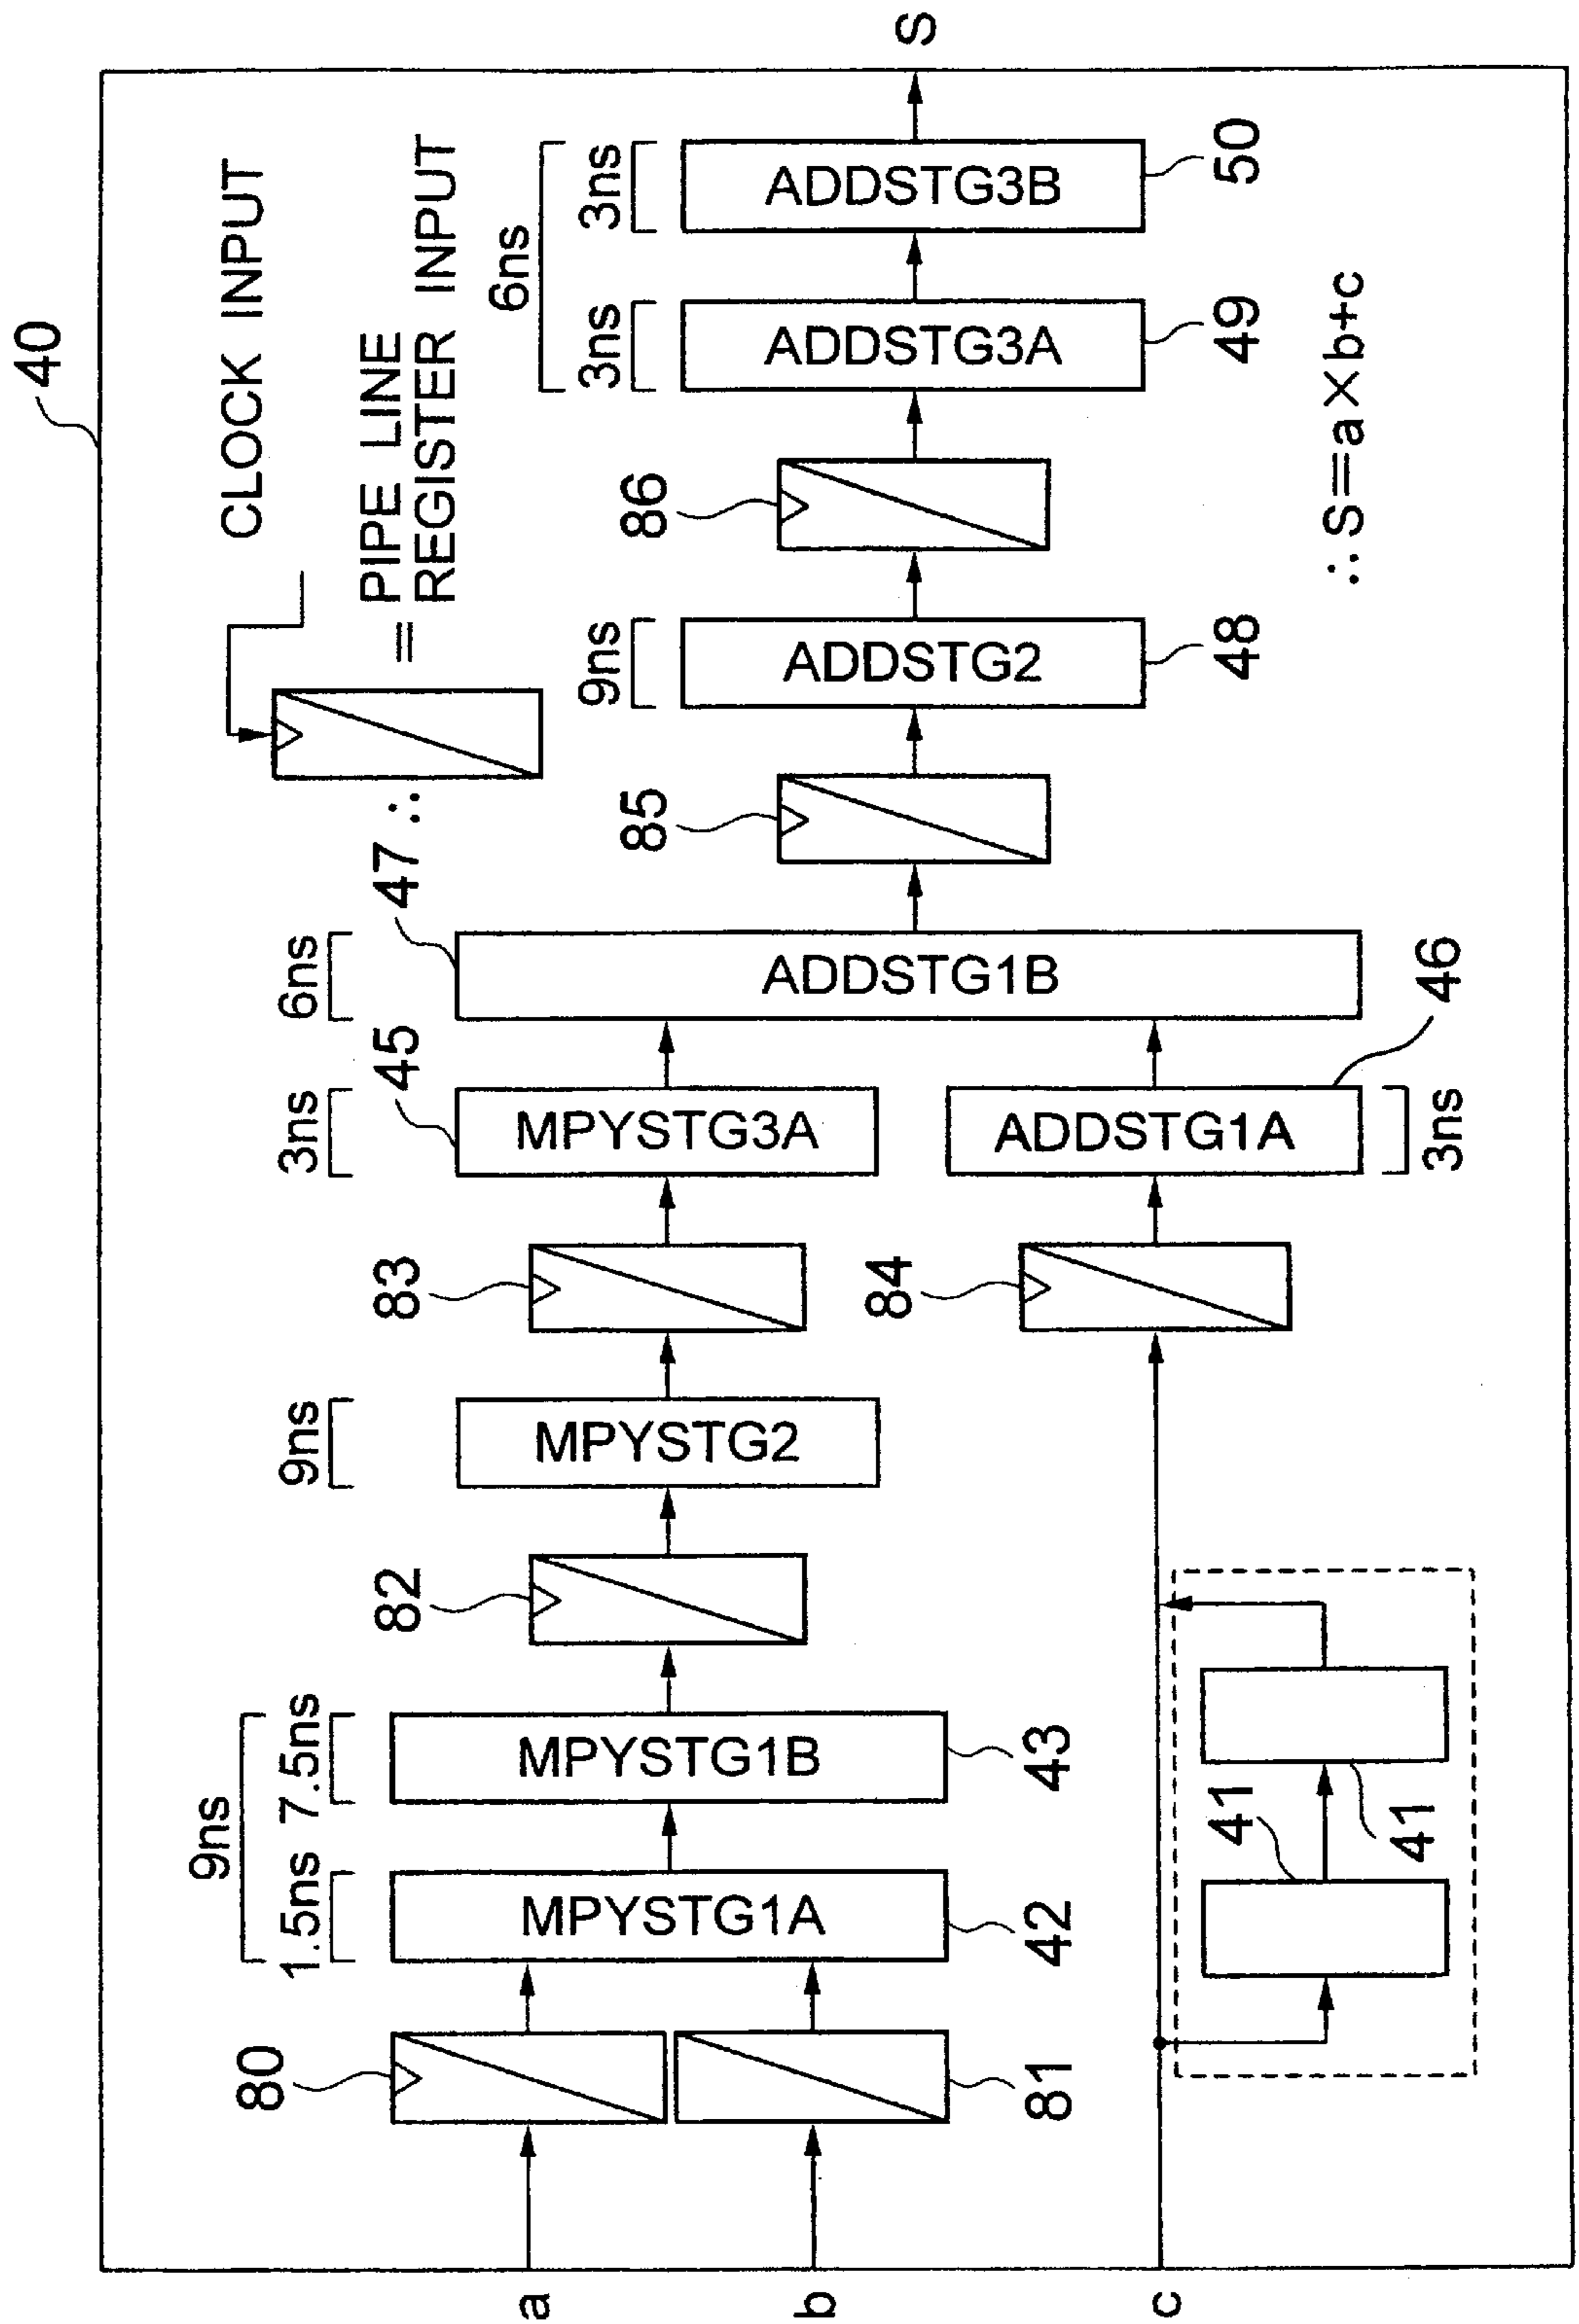 40
CLOCK INPUT
= PIPE LINE
REGISTER INPUT
∴
a
b
c
80
81
9ns
1.5ns
7.5ns
MPYSTG1A
42
MPYSTG1B
43
41
41
82
9ns
MPYSTG2
83
84
3ns
45
MPYSTG3A
ADDSTG1A
46
3ns
6ns
47
ADDSTG1B
85
9ns
ADDSTG2
48
86
6ns
3ns
3ns
ADDSTG3A
49
ADDSTG3B
50
S
∴S=a×b+c